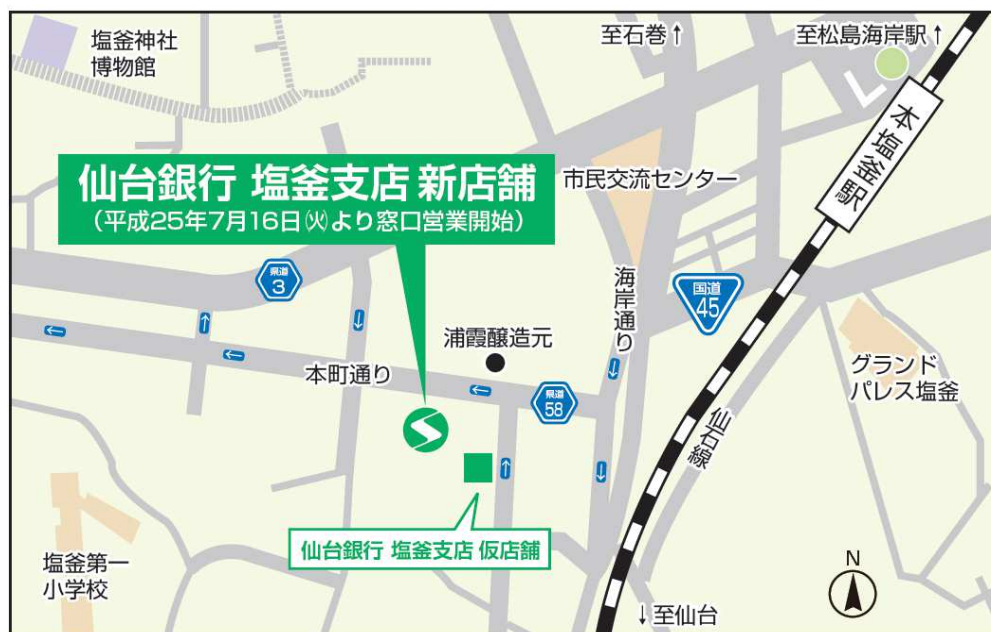 塩釜神社
博物館
至石巻↑
至松島海岸駅↑
本塩釜駅
仙台銀行 塩釜支店 新店舗
（平成25年7月16日㈫より窓口営業開始）
市民交流センター
県道
3
海岸通り
国道
45
浦霞醸造元
本町通り
県道
58
グランド
パレス塩釜
仙石線
仙台銀行 塩釜支店 仮店舗
塩釜第一
小学校
N
↓至仙台